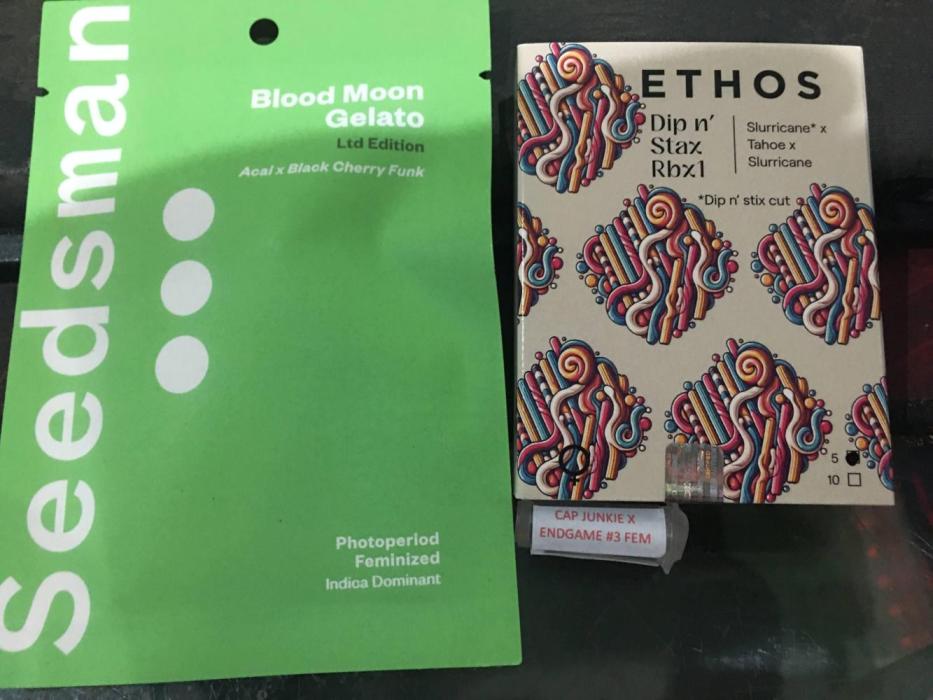 Seedsman
Blood Moon
Gelato
Ltd Edition
Acai x Black Cherry Funk
Photoperiod
Feminized
Indica Dominant
ETHOS
Dip n'
Stax
Rbx1
Slurricane* x
Tahoe x
Slurricane
*Dip n' stix cut
5
10
CAP JUNKIE X
ENDGAME #3 FEM